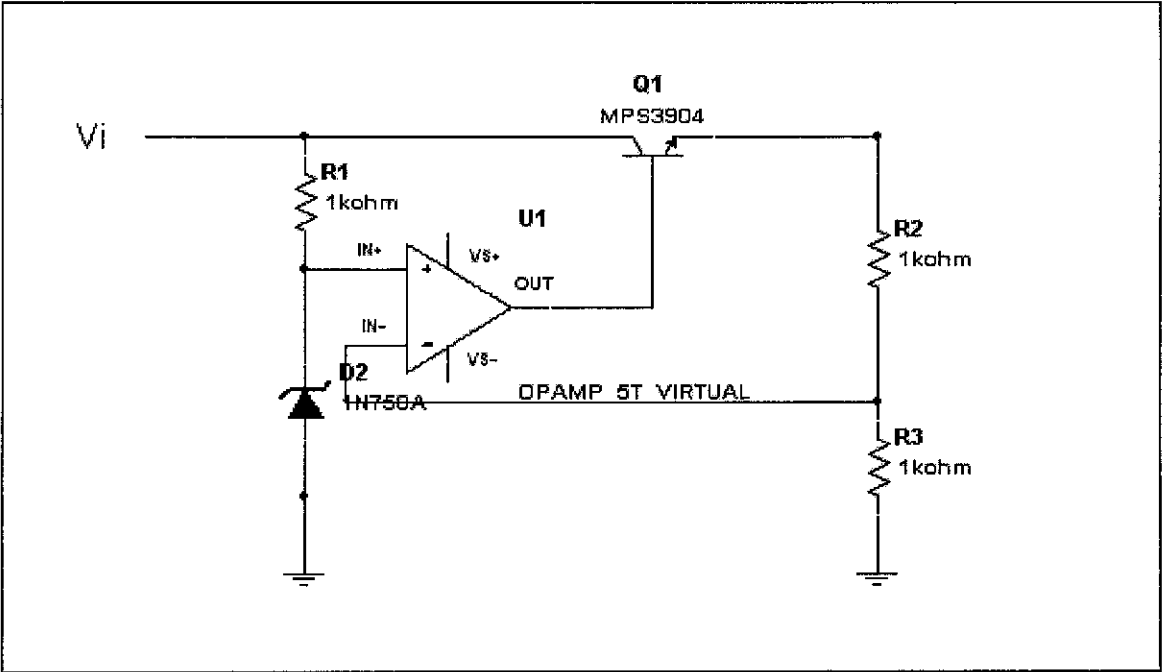 Q1
MPS3904
Vi
R1
1kohm
U1
IN+
VS+
+
OUT
R2
1kohm
IN-
-
VS-
D2
1N750A
OPAMP 5T VIRTUAL
R3
1kohm